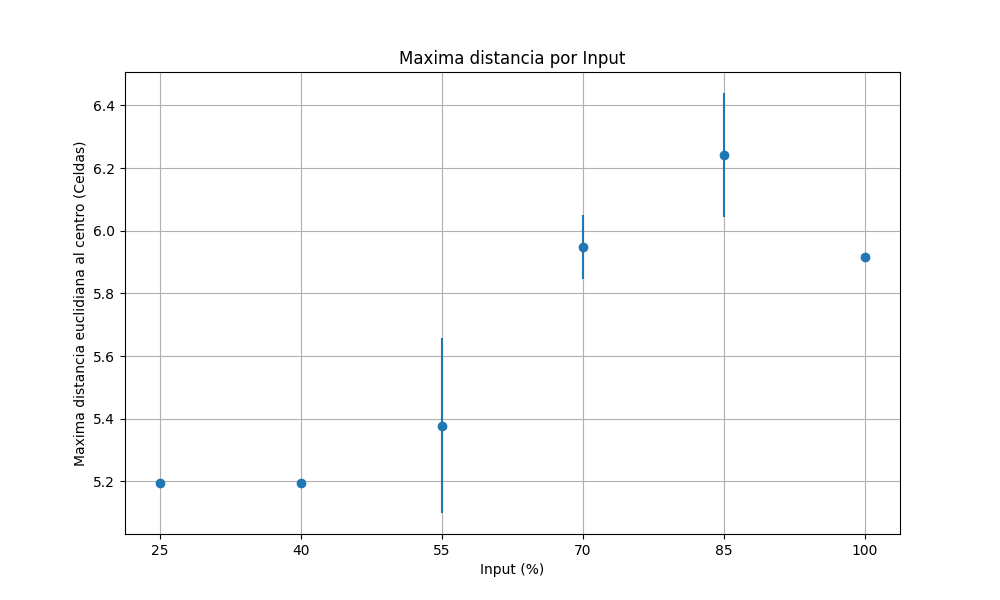 Maxima distancia por Input
Maxima distancia euclidiana al centro (Celdas)
6.4
6.2
6.0
5.8
5.6
5.4
5.2
25 40 55 70 85 100
Input (%)